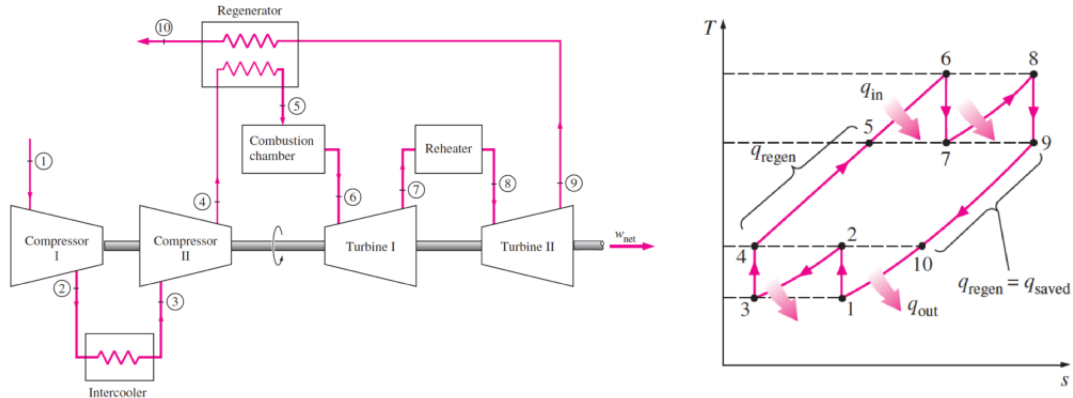 Regenerator
10
5
1
Combustion
chamber
Reheater
4
6
7
8
9
Compressor
I
Compressor
II
Turbine I
Turbine II
w_net
2
3
Intercooler
T
6
8
q_in
5
q_regen
7
9
2
4
10
q_regen = q_saved
3
1
q_out
s